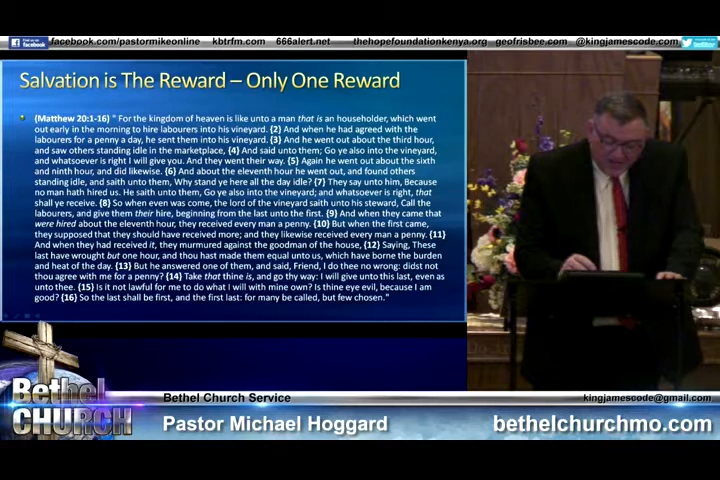 Find us on facebook facebook.com/pastormikeonline kbtrfm.com 666alert.net thehopefoundationkenya.org geofrisbee.com @kingjamescode.com twitter
Salvation is The Reward – Only One Reward
(Matthew 20:1-16) " For the kingdom of heaven is like unto a man that is an householder, which went
out early in the morning to hire labourers into his vineyard. {2} And when he had agreed with the
labourers for a penny a day, he sent them into his vineyard. {3} And he went out about the third hour,
and saw others standing idle in the marketplace, {4} And said unto them; Go ye also into the vineyard,
and whatsoever is right I will give you. And they went their way. {5} Again he went out about the sixth
and ninth hour, and did likewise. {6} And about the eleventh hour he went out, and found others
standing idle, and saith unto them, Why stand ye here all the day idle? {7} They say unto him, Because
no man hath hired us. He saith unto them, Go ye also into the vineyard; and whatsoever is right, that
shall ye receive. {8} So when even was come, the lord of the vineyard saith unto his steward, Call the
labourers, and give them their hire, beginning from the last unto the first. {9} And when they came that
were hired about the eleventh hour, they received every man a penny. {10} But when the first came,
they supposed that they should have received more; and they likewise received every man a penny. {11}
And when they had received it, they murmured against the goodman of the house, {12} Saying, These
last have wrought but one hour, and thou hast made them equal unto us, which have borne the burden
and heat of the day. {13} But he answered one of them, and said, Friend, I do thee no wrong: didst not
thou agree with me for a penny? {14} Take that thine is, and go thy way: I will give unto this last, even as
unto thee. {15} Is it not lawful for me to do what I will with mine own? Is thine eye evil, because I am
good? {16} So the last shall be first, and the first last: for many be called, but few chosen."
Bethel
CHURCH
Bethel Church Service
kingjamescode@gmail.com
Pastor Michael Hoggard
bethelchurchmo.com